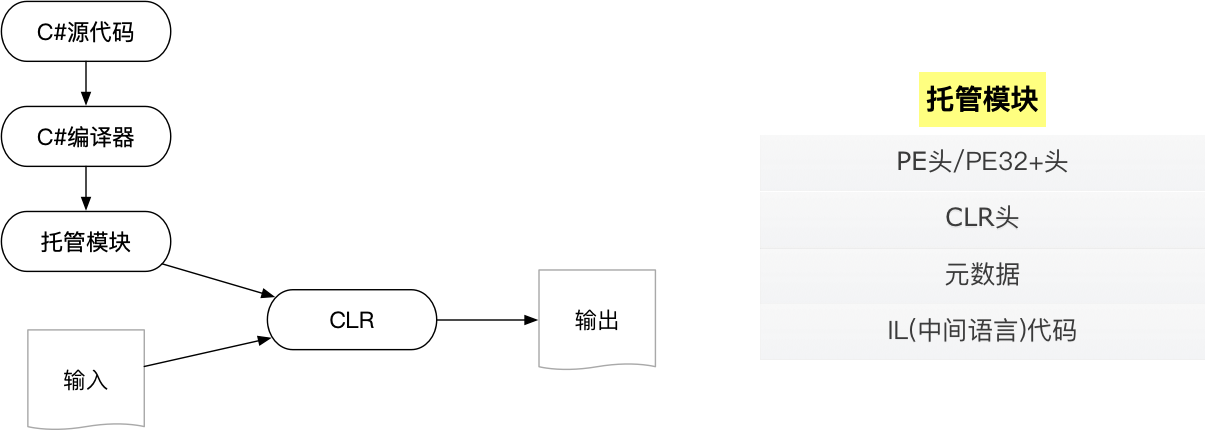 C#源代码
C#编译器
托管模块
输入
CLR
输出
托管模块
PE头/PE32+头
CLR头
元数据
IL(中间语言)代码